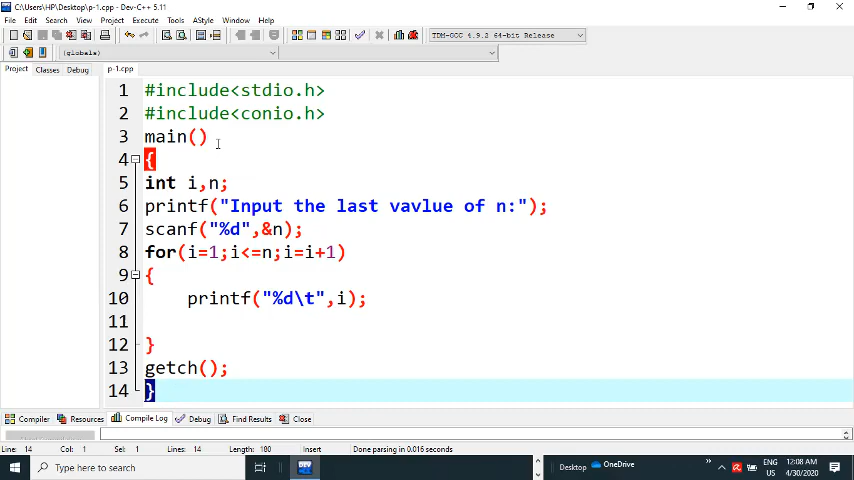 C:\Users\HP\Desktop\p-1.cpp - Dev-C++ 5.11
File Edit Search View Project Execute Tools AStyle Window Help
TDM-GCC 4.9.2 64-bit Release
(globals)
Project Classes Debug p-1.cpp
1 #include<stdio.h>
2 #include<conio.h>
3 main()
4 {
5 int i,n;
6 printf("Input the last vavlue of n:");
7 scanf("%d",&n);
8 for(i=1;i<=n;i=i+1)
9 {
10 printf("%d\t",i);
11
12 }
13 getch();
14 }
Compiler Resources Compile Log Debug Find Results Close
Line: 14 Col: 1 Sel: 1 Lines: 14 Length: 180 Insert Done parsing in 0.016 seconds
Type here to search Desktop OneDrive » ENG US 12:08 AM 4/30/2020